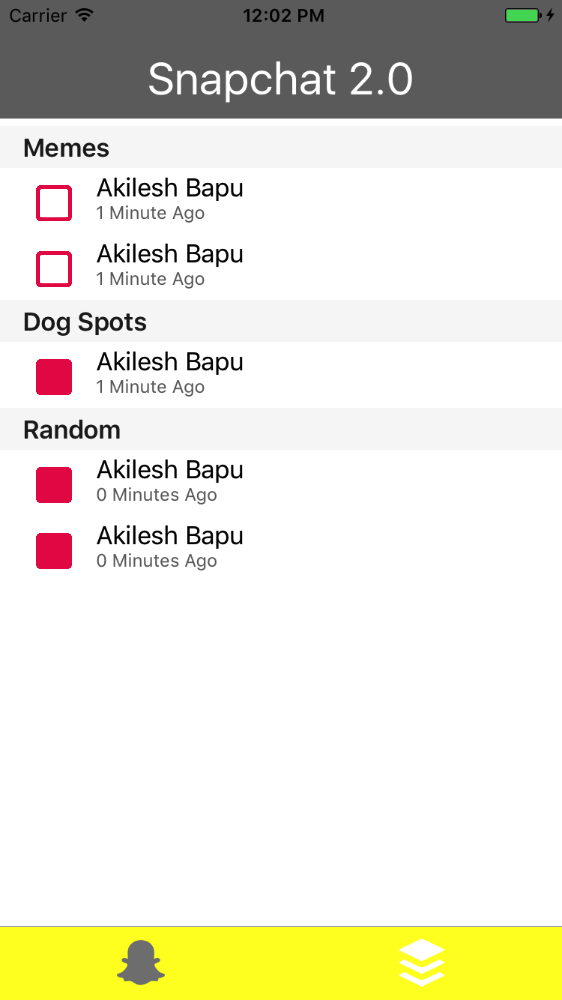 Carrier 12:02 PM
Snapchat 2.0
Memes
Akilesh Bapu
1 Minute Ago
Akilesh Bapu
1 Minute Ago
Dog Spots
Akilesh Bapu
1 Minute Ago
Random
Akilesh Bapu
0 Minutes Ago
Akilesh Bapu
0 Minutes Ago